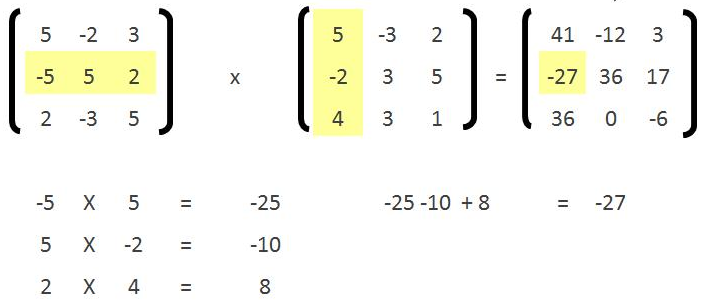 5 -2 3 5 -3 2 41 -12 3
-5 5 2 x -2 3 5 = -27 36 17
2 -3 5 4 3 1 36 0 -6
-5 X 5 = -25 -25 -10 + 8 = -27
5 X -2 = -10
2 X 4 = 8